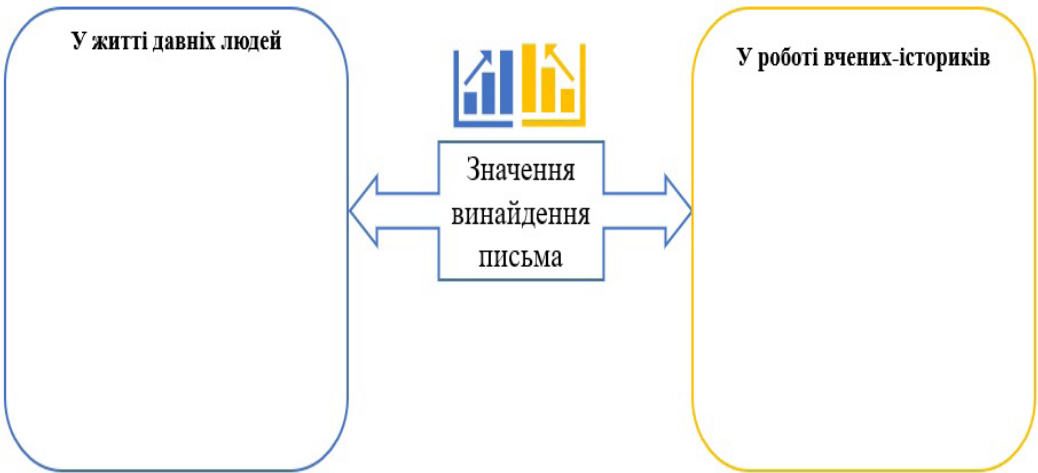 У житті давніх людей
У роботі вчених-істориків
Значення
винайдення
письма